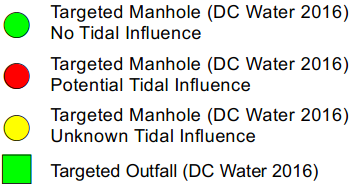 Targeted Manhole (DC Water 2016)
No Tidal Influence
Targeted Manhole (DC Water 2016)
Potential Tidal Influence
Targeted Manhole (DC Water 2016)
Unknown Tidal Influence
Targeted Outfall (DC Water 2016)